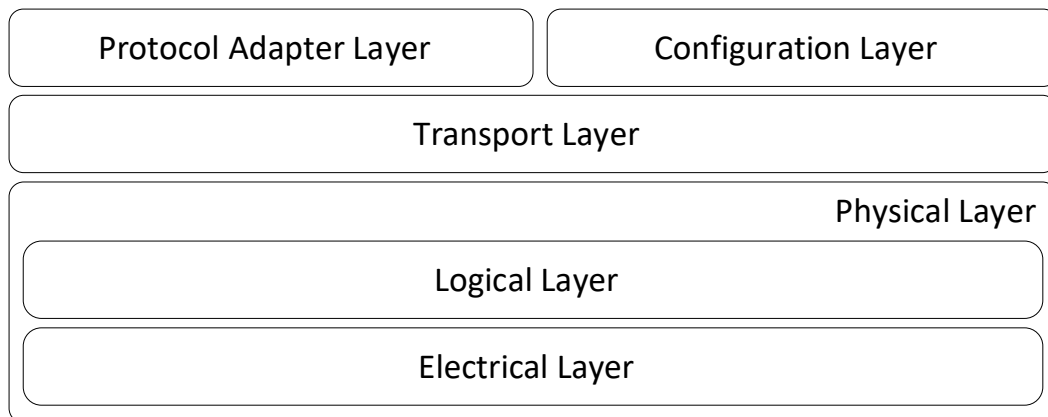 Protocol Adapter Layer
Configuration Layer
Transport Layer
Physical Layer
Logical Layer
Electrical Layer